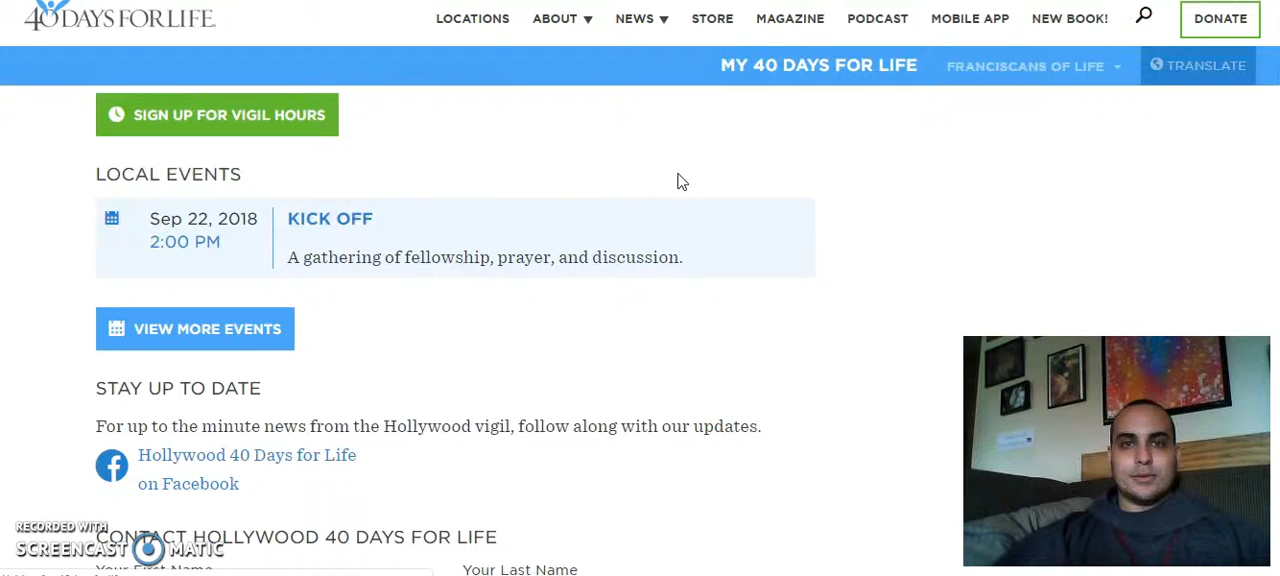 40 DAYS FOR LIFE.
LOCATIONS ABOUT ▼ NEWS ▼ STORE MAGAZINE PODCAST MOBILE APP NEW BOOK! DONATE
MY 40 DAYS FOR LIFE FRANCISCANS OF LIFE TRANSLATE
SIGN UP FOR VIGIL HOURS
LOCAL EVENTS
Sep 22, 2018 KICK OFF
2:00 PM
A gathering of fellowship, prayer, and discussion.
VIEW MORE EVENTS
STAY UP TO DATE
For up to the minute news from the Hollywood vigil, follow along with our updates.
Hollywood 40 Days for Life
on Facebook
CONTACT HOLLYWOOD 40 DAYS FOR LIFE
RECORDED WITH
SCREENCAST MATIC
Your First Name Your Last Name